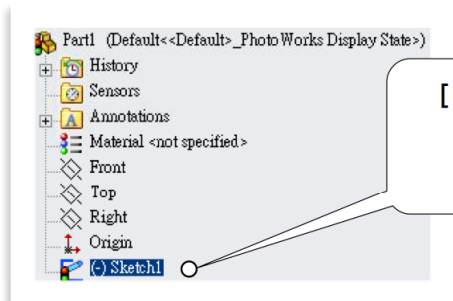 Part1 (Default<<Default>_PhotoWorks Display State>)
History
Sensors
Annotations
Material <not specified>
Front
Top
Right
Origin
(-) Sketch1
[